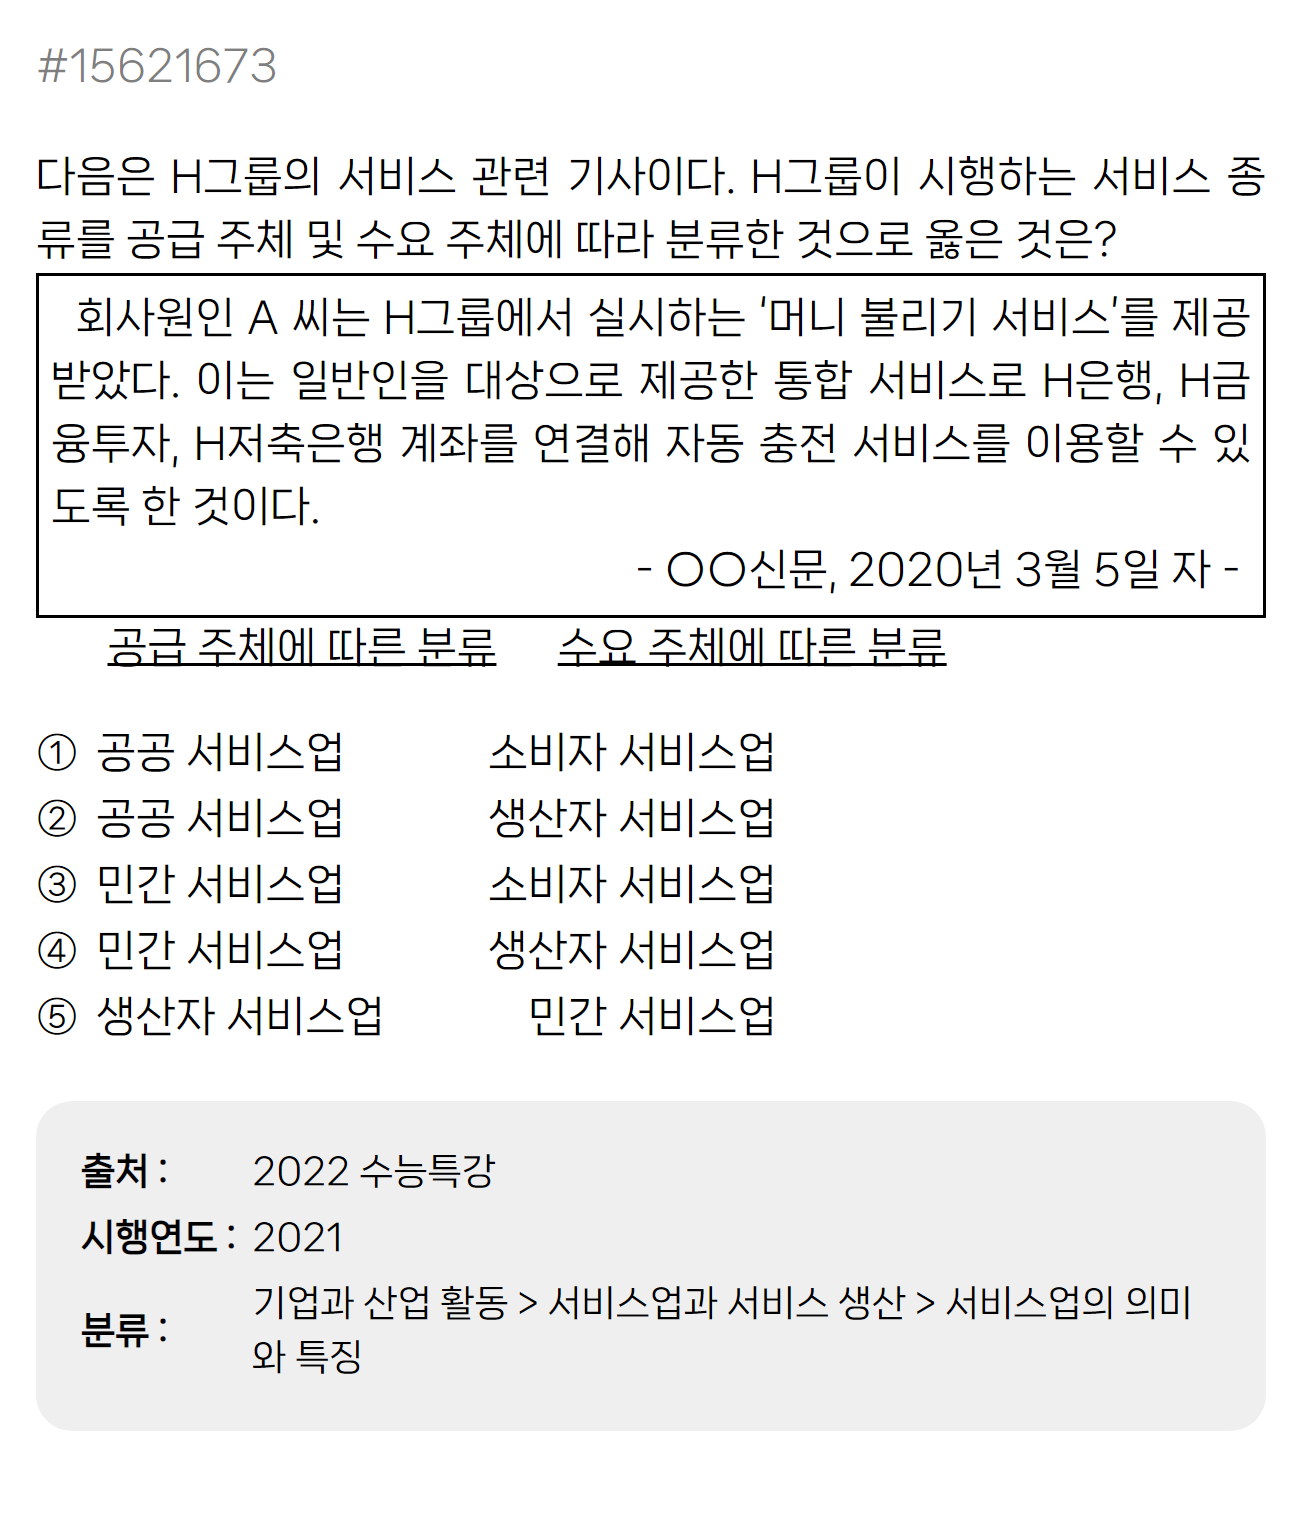 #15621673
다음은 H그룹의 서비스 관련 기사이다. H그룹이 시행하는 서비스 종
류를 공급 주체 및 수요 주체에 따라 분류한 것으로 옳은 것은?
회사원인 A 씨는 H그룹에서 실시하는 '머니 불리기 서비스'를 제공
받았다. 이는 일반인을 대상으로 제공한 통합 서비스로 H은행, H금
융투자, H저축은행 계좌를 연결해 자동 충전 서비스를 이용할 수 있
도록 한 것이다.
- ○○신문, 2020년 3월 5일 자 -
공급 주체에 따른 분류 수요 주체에 따른 분류
① 공공 서비스업 소비자 서비스업
② 공공 서비스업 생산자 서비스업
③ 민간 서비스업 소비자 서비스업
④ 민간 서비스업 생산자 서비스업
⑤ 생산자 서비스업 민간 서비스업
출처 : 2022 수능특강
시행연도 : 2021
분류 : 기업과 산업 활동 > 서비스업과 서비스 생산 > 서비스업의 의미
와 특징